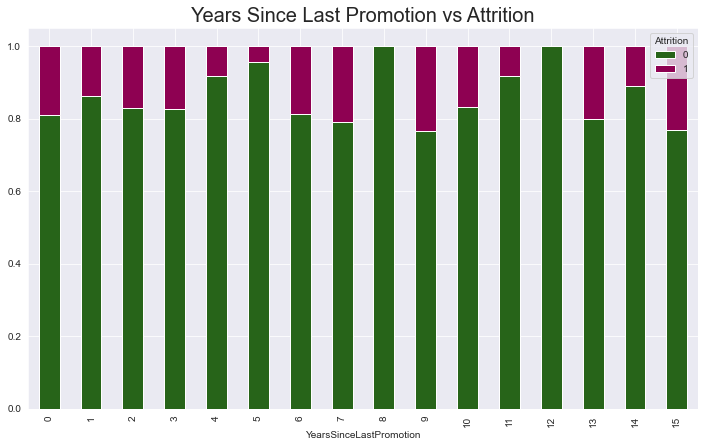 Years Since Last Promotion vs Attrition
Attrition
0
1
1.0
0.8
0.6
0.4
0.2
0.0
0 1 2 3 4 5 6 7 8 9 10 11 12 13 14 15
YearsSinceLastPromotion